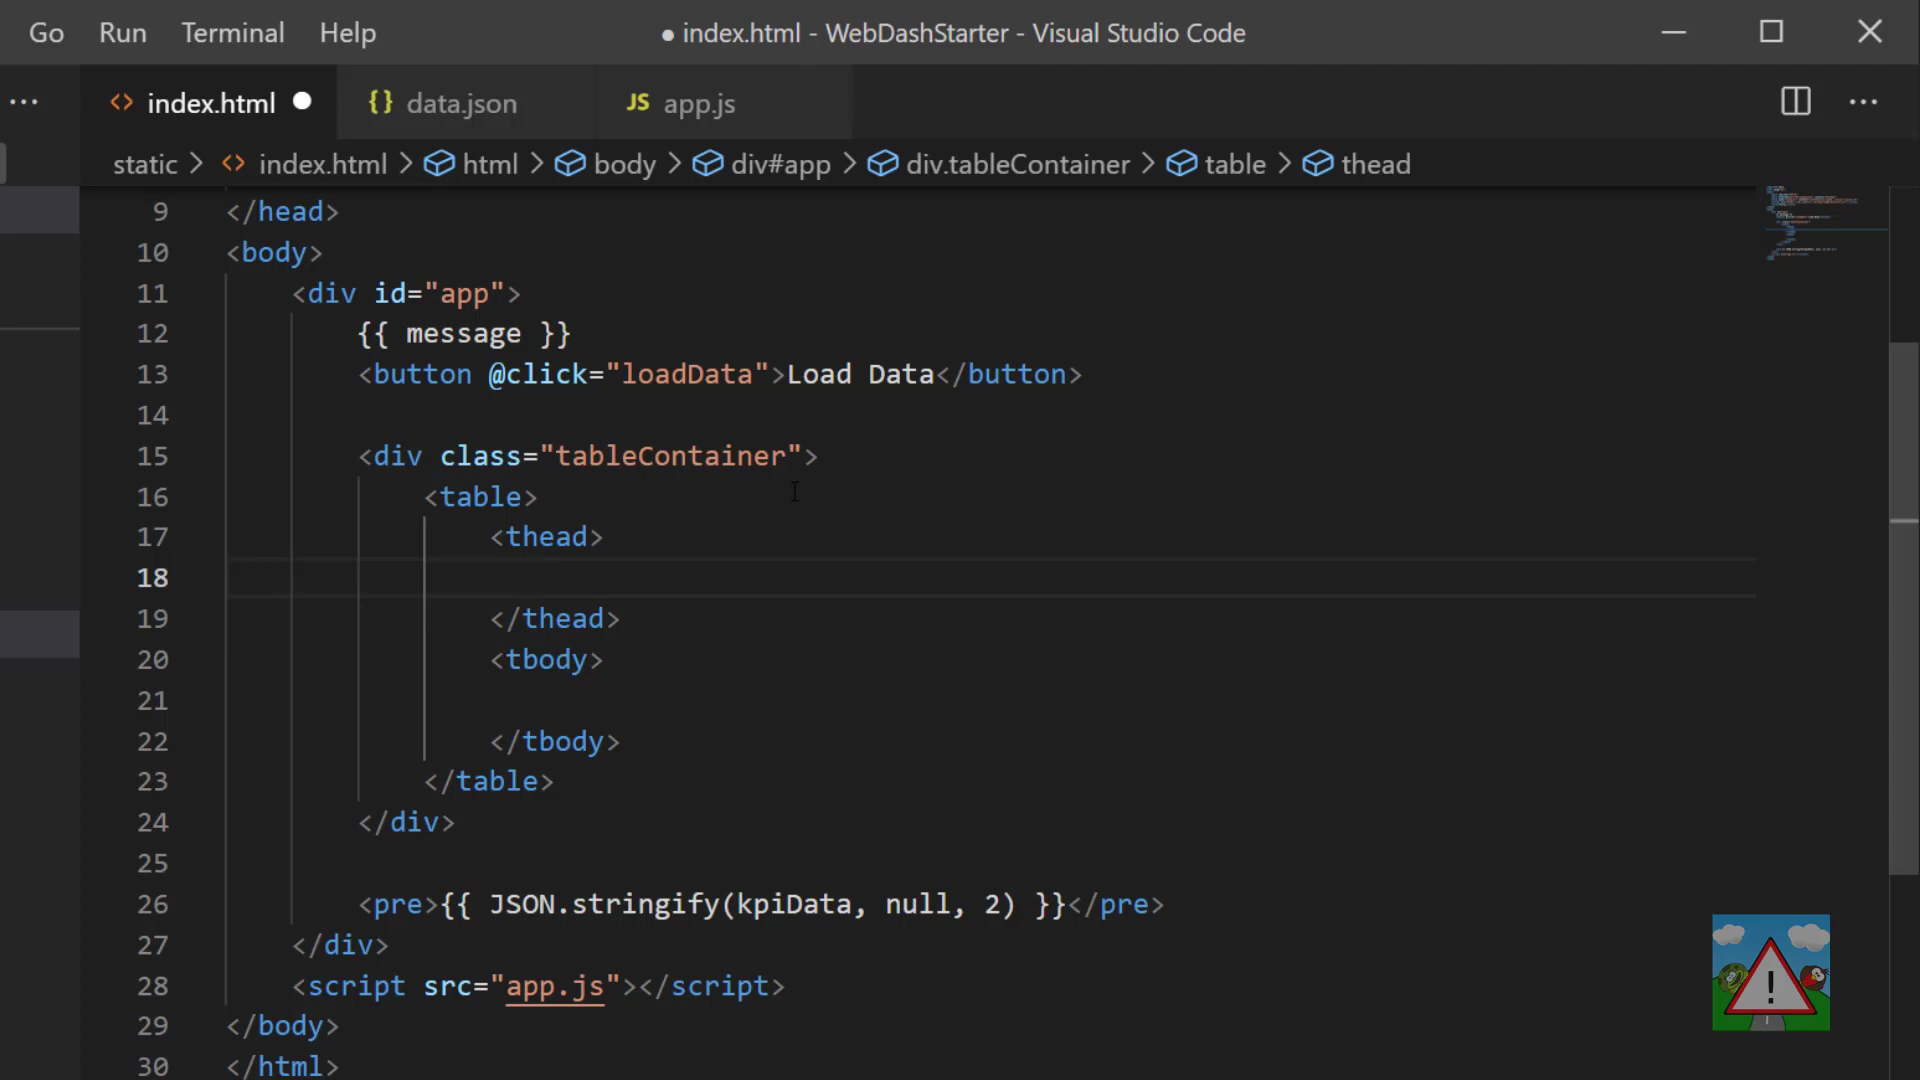 Go Run Terminal Help ● index.html - WebDashStarter - Visual Studio Code
index.html data.json JS app.js
static > index.html > html > body > div#app > div.tableContainer > table > thead
9 </head>
10 <body>
11 <div id="app">
12 {{ message }}
13 <button @click="loadData">Load Data</button>
14
15 <div class="tableContainer">
16 <table>
17 <thead>
18
19 </thead>
20 <tbody>
21
22 </tbody>
23 </table>
24 </div>
25
26 <pre>{{ JSON.stringify(kpiData, null, 2) }}</pre>
27 </div>
28 <script src="app.js"></script>
29 </body>
30 </html>